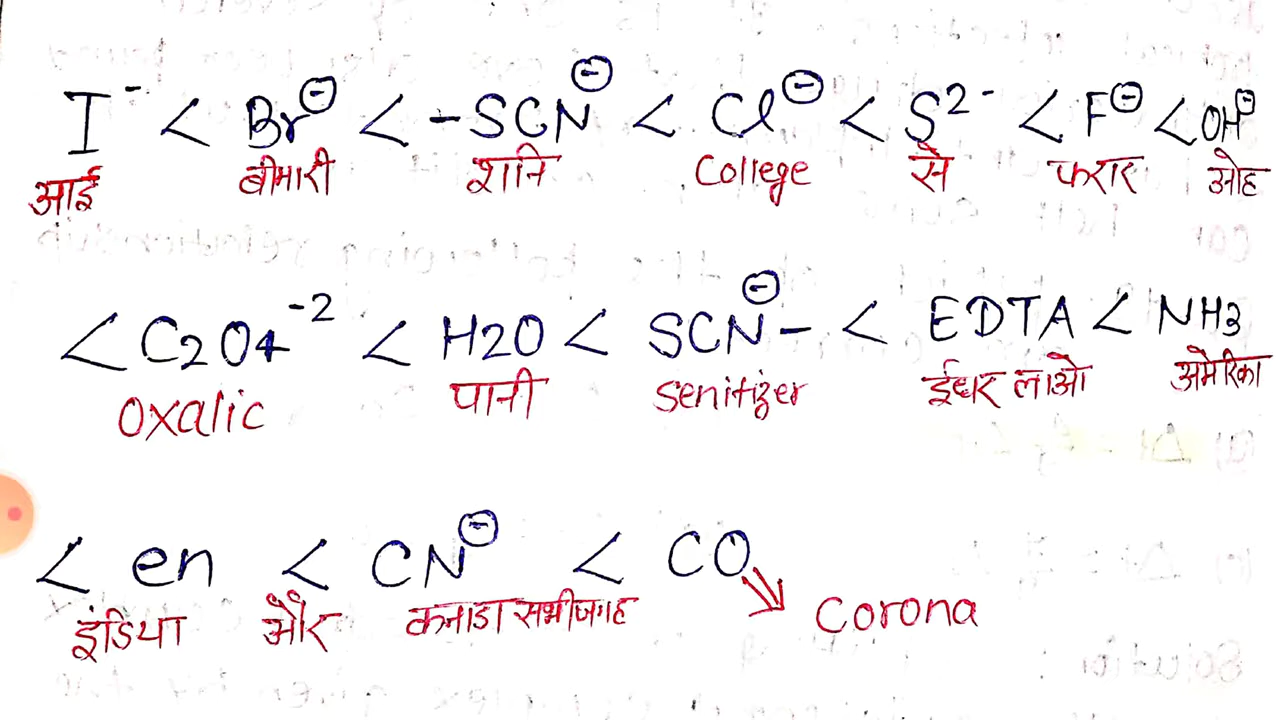 I⁻ < Br⊖ < -SCN⊖ < Cl⊖ < S²⁻ < F⊖ < OH⊖
आई बीमारी शनि College से फरार ओह
< C₂O₄⁻² < H2O < SCN⊖- < EDTA < NH3
oxalic पानी senitizer ईधर लाओ अमेरिका
< en < CN⊖ < CO
इंडिया और कनाडा सभी जगह Corona